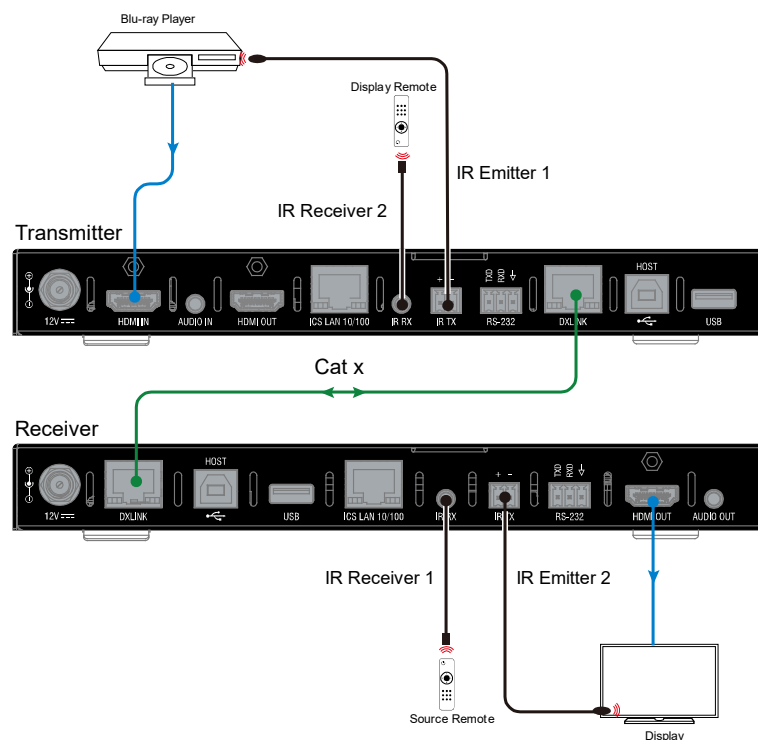 Blu-ray Player
Display Remote
IR Emitter 1
IR Receiver 2
Transmitter
HOST
TXD
RXD
+ -
12V
HDMI IN
AUDIO IN
HDMI OUT
ICS LAN 10/100
IR RX
IR TX
RS-232
DXLINK
USB
Cat x
Receiver
HOST
+ -
TXD
RXD
12V
DXLINK
USB
ICS LAN 10/100
IR RX
IR TX
RS-232
HDMI OUT
AUDIO OUT
IR Receiver 1
IR Emitter 2
Source Remote
Display